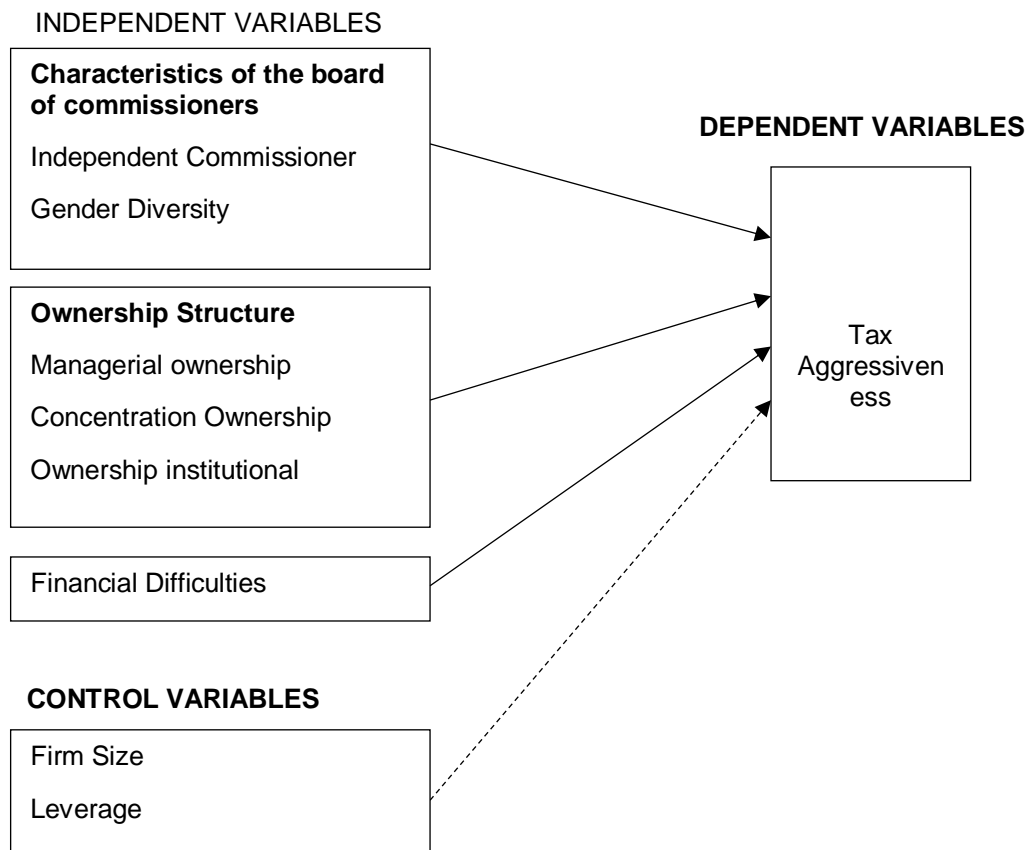 INDEPENDENT VARIABLES
Characteristics of the board
of commissioners
Independent Commissioner
Gender Diversity
Ownership Structure
Managerial ownership
Concentration Ownership
Ownership institutional
Financial Difficulties
CONTROL VARIABLES
Firm Size
Leverage
DEPENDENT VARIABLES
Tax
Aggressiven
ess